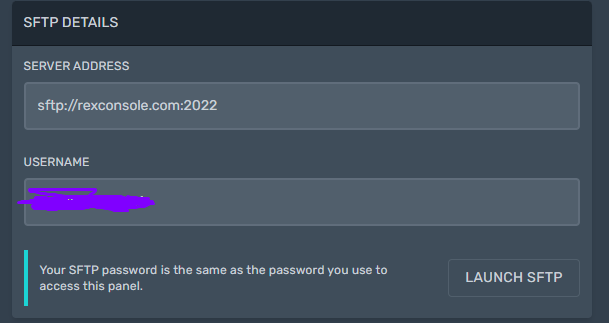 SFTP DETAILS
SERVER ADDRESS
sftp://rexconsole.com:2022
USERNAME
Your SFTP password is the same as the password you use to
access this panel.
LAUNCH SFTP